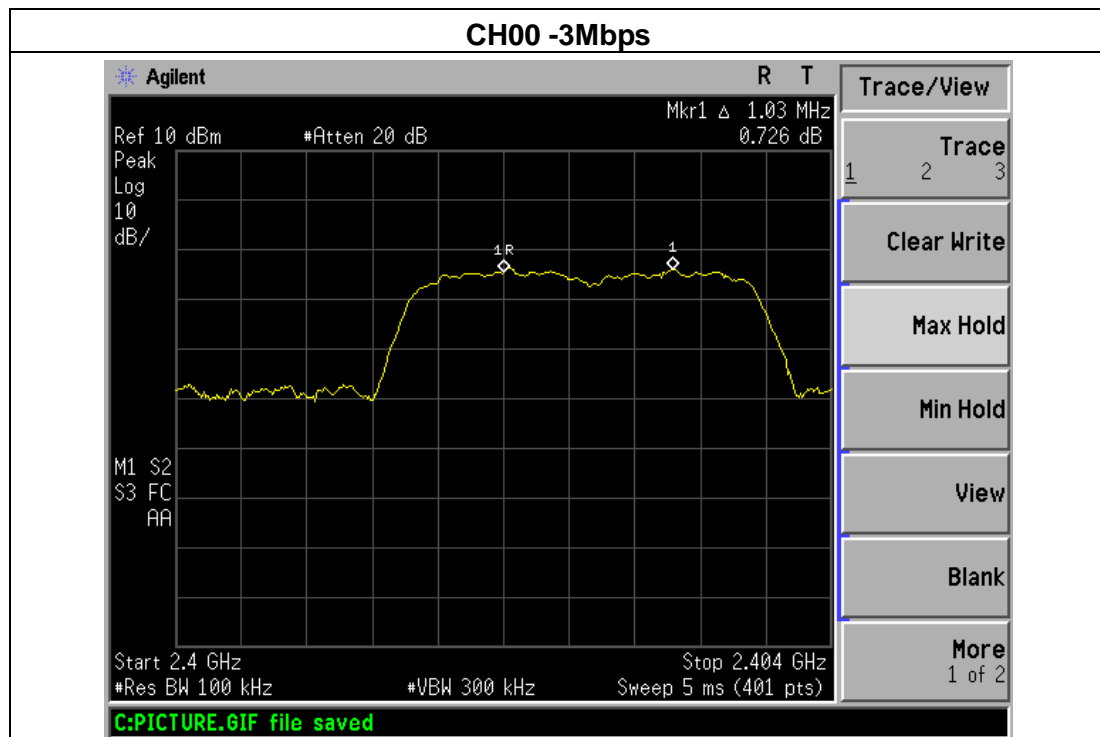 CH00 -3Mbps
Agilent R T
Trace/View
Mkr1 Δ 1.03 MHz
Ref 10 dBm #Atten 20 dB 0.726 dB
Peak
Log
10
dB/
1R
1
M1 S2
S3 FC
AA
Start 2.4 GHz Stop 2.404 GHz
#Res BW 100 kHz #VBW 300 kHz Sweep 5 ms (401 pts)
C:PICTURE.GIF file saved
Trace
1 2 3
Clear Write
Max Hold
Min Hold
View
Blank
More
1 of 2